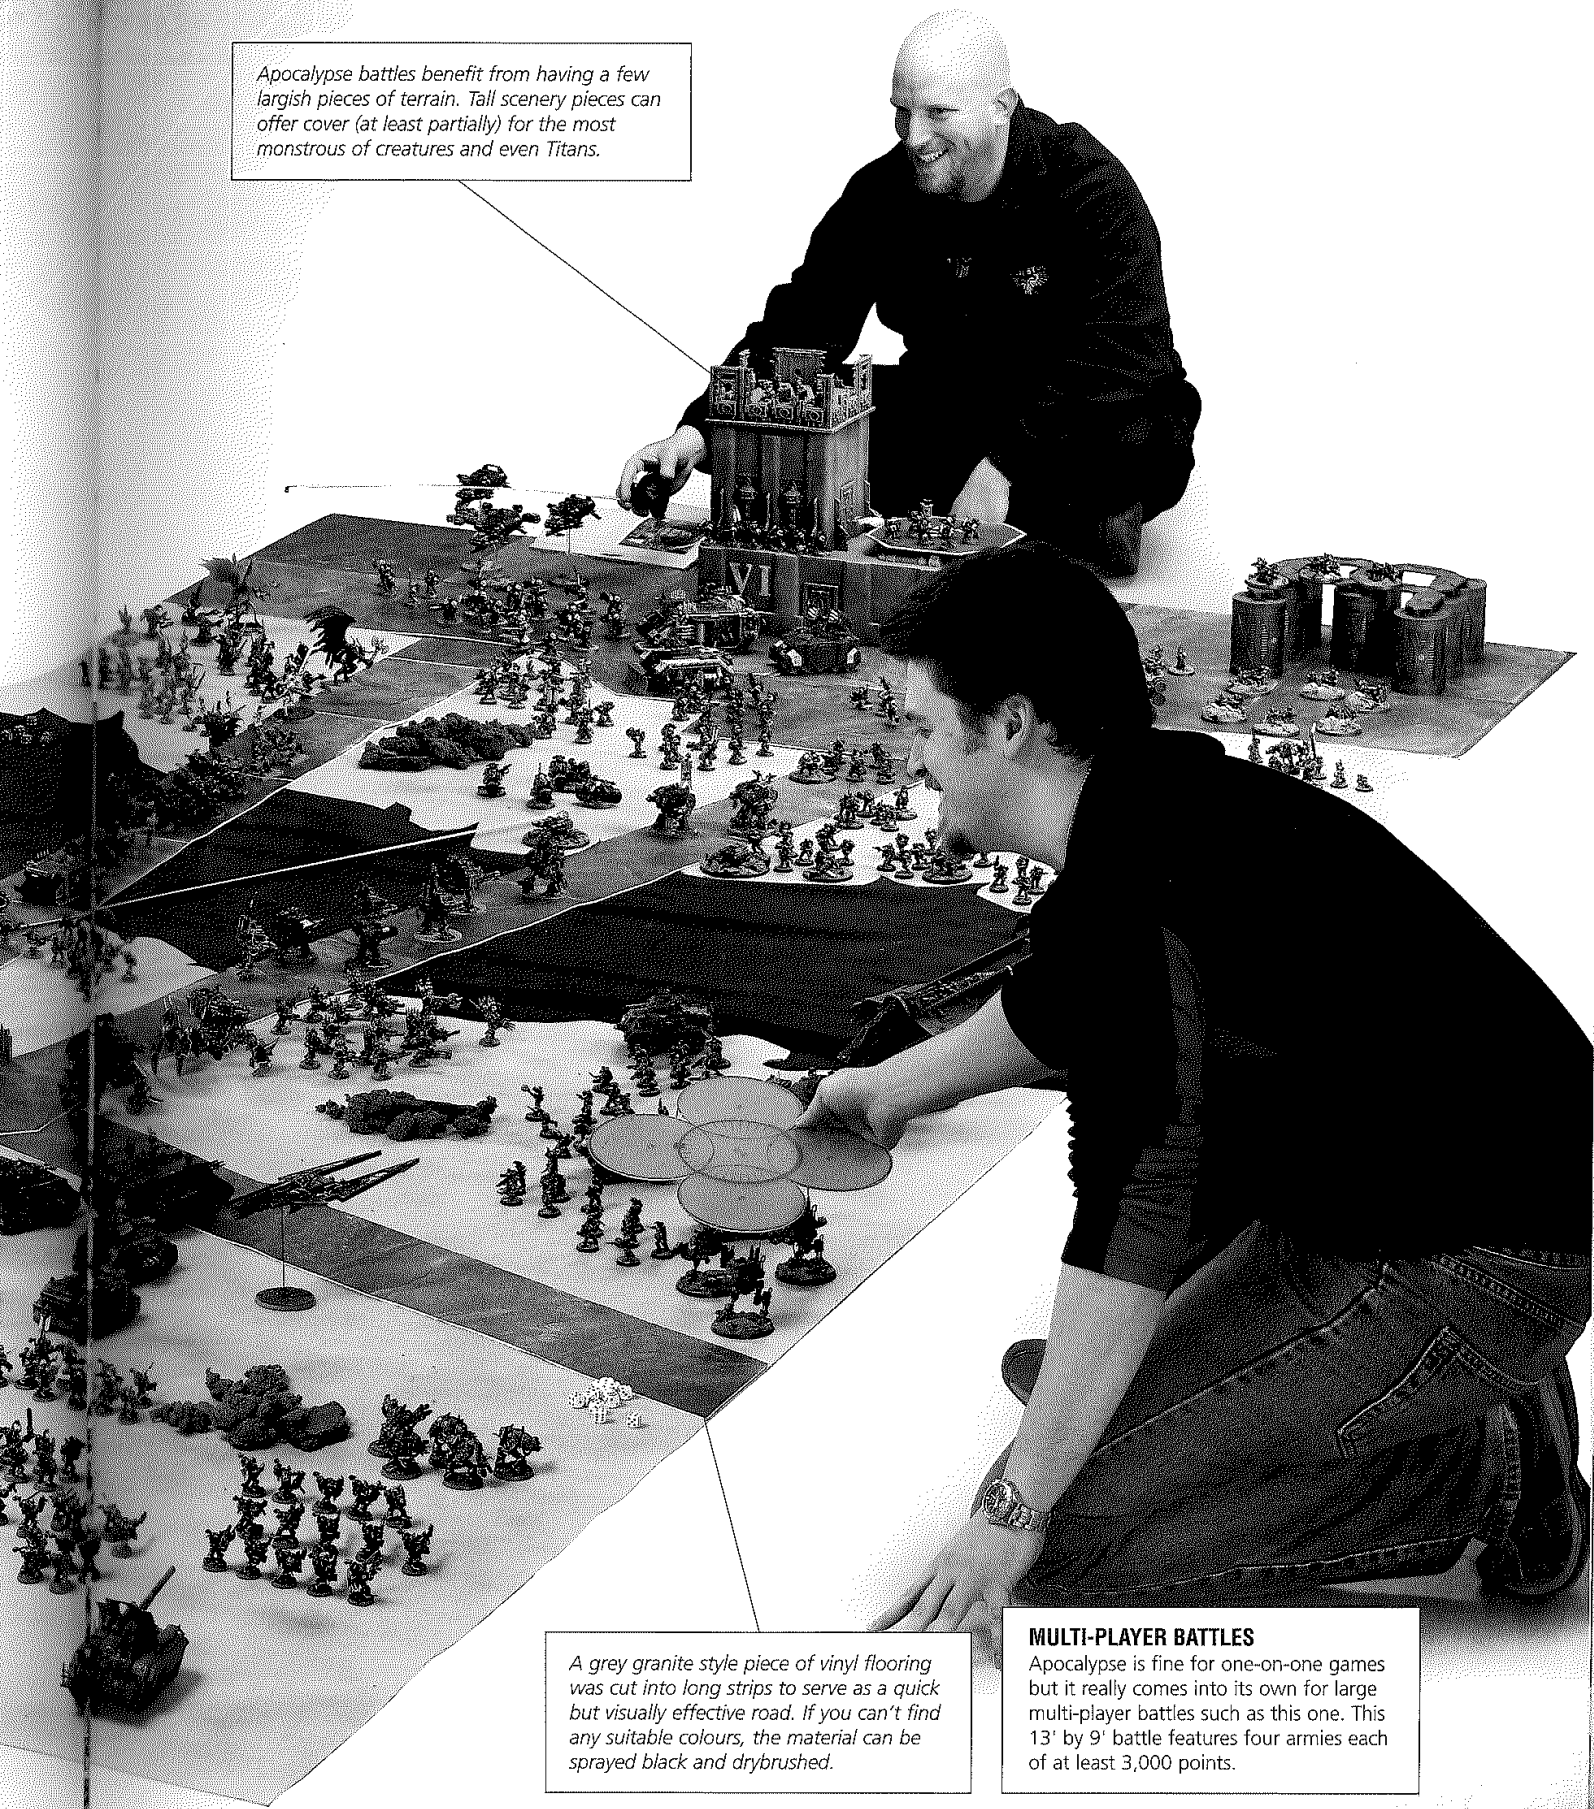 Apocalypse battles benefit from having a few
largish pieces of terrain. Tall scenery pieces can
offer cover (at least partially) for the most
monstrous of creatures and even Titans.
VI
A grey granite style piece of vinyl flooring
was cut into long strips to serve as a quick
but visually effective road. If you can't find
any suitable colours, the material can be
sprayed black and drybrushed.
MULTI-PLAYER BATTLES
Apocalypse is fine for one-on-one games
but it really comes into its own for large
multi-player battles such as this one. This
13' by 9' battle features four armies each
of at least 3,000 points.